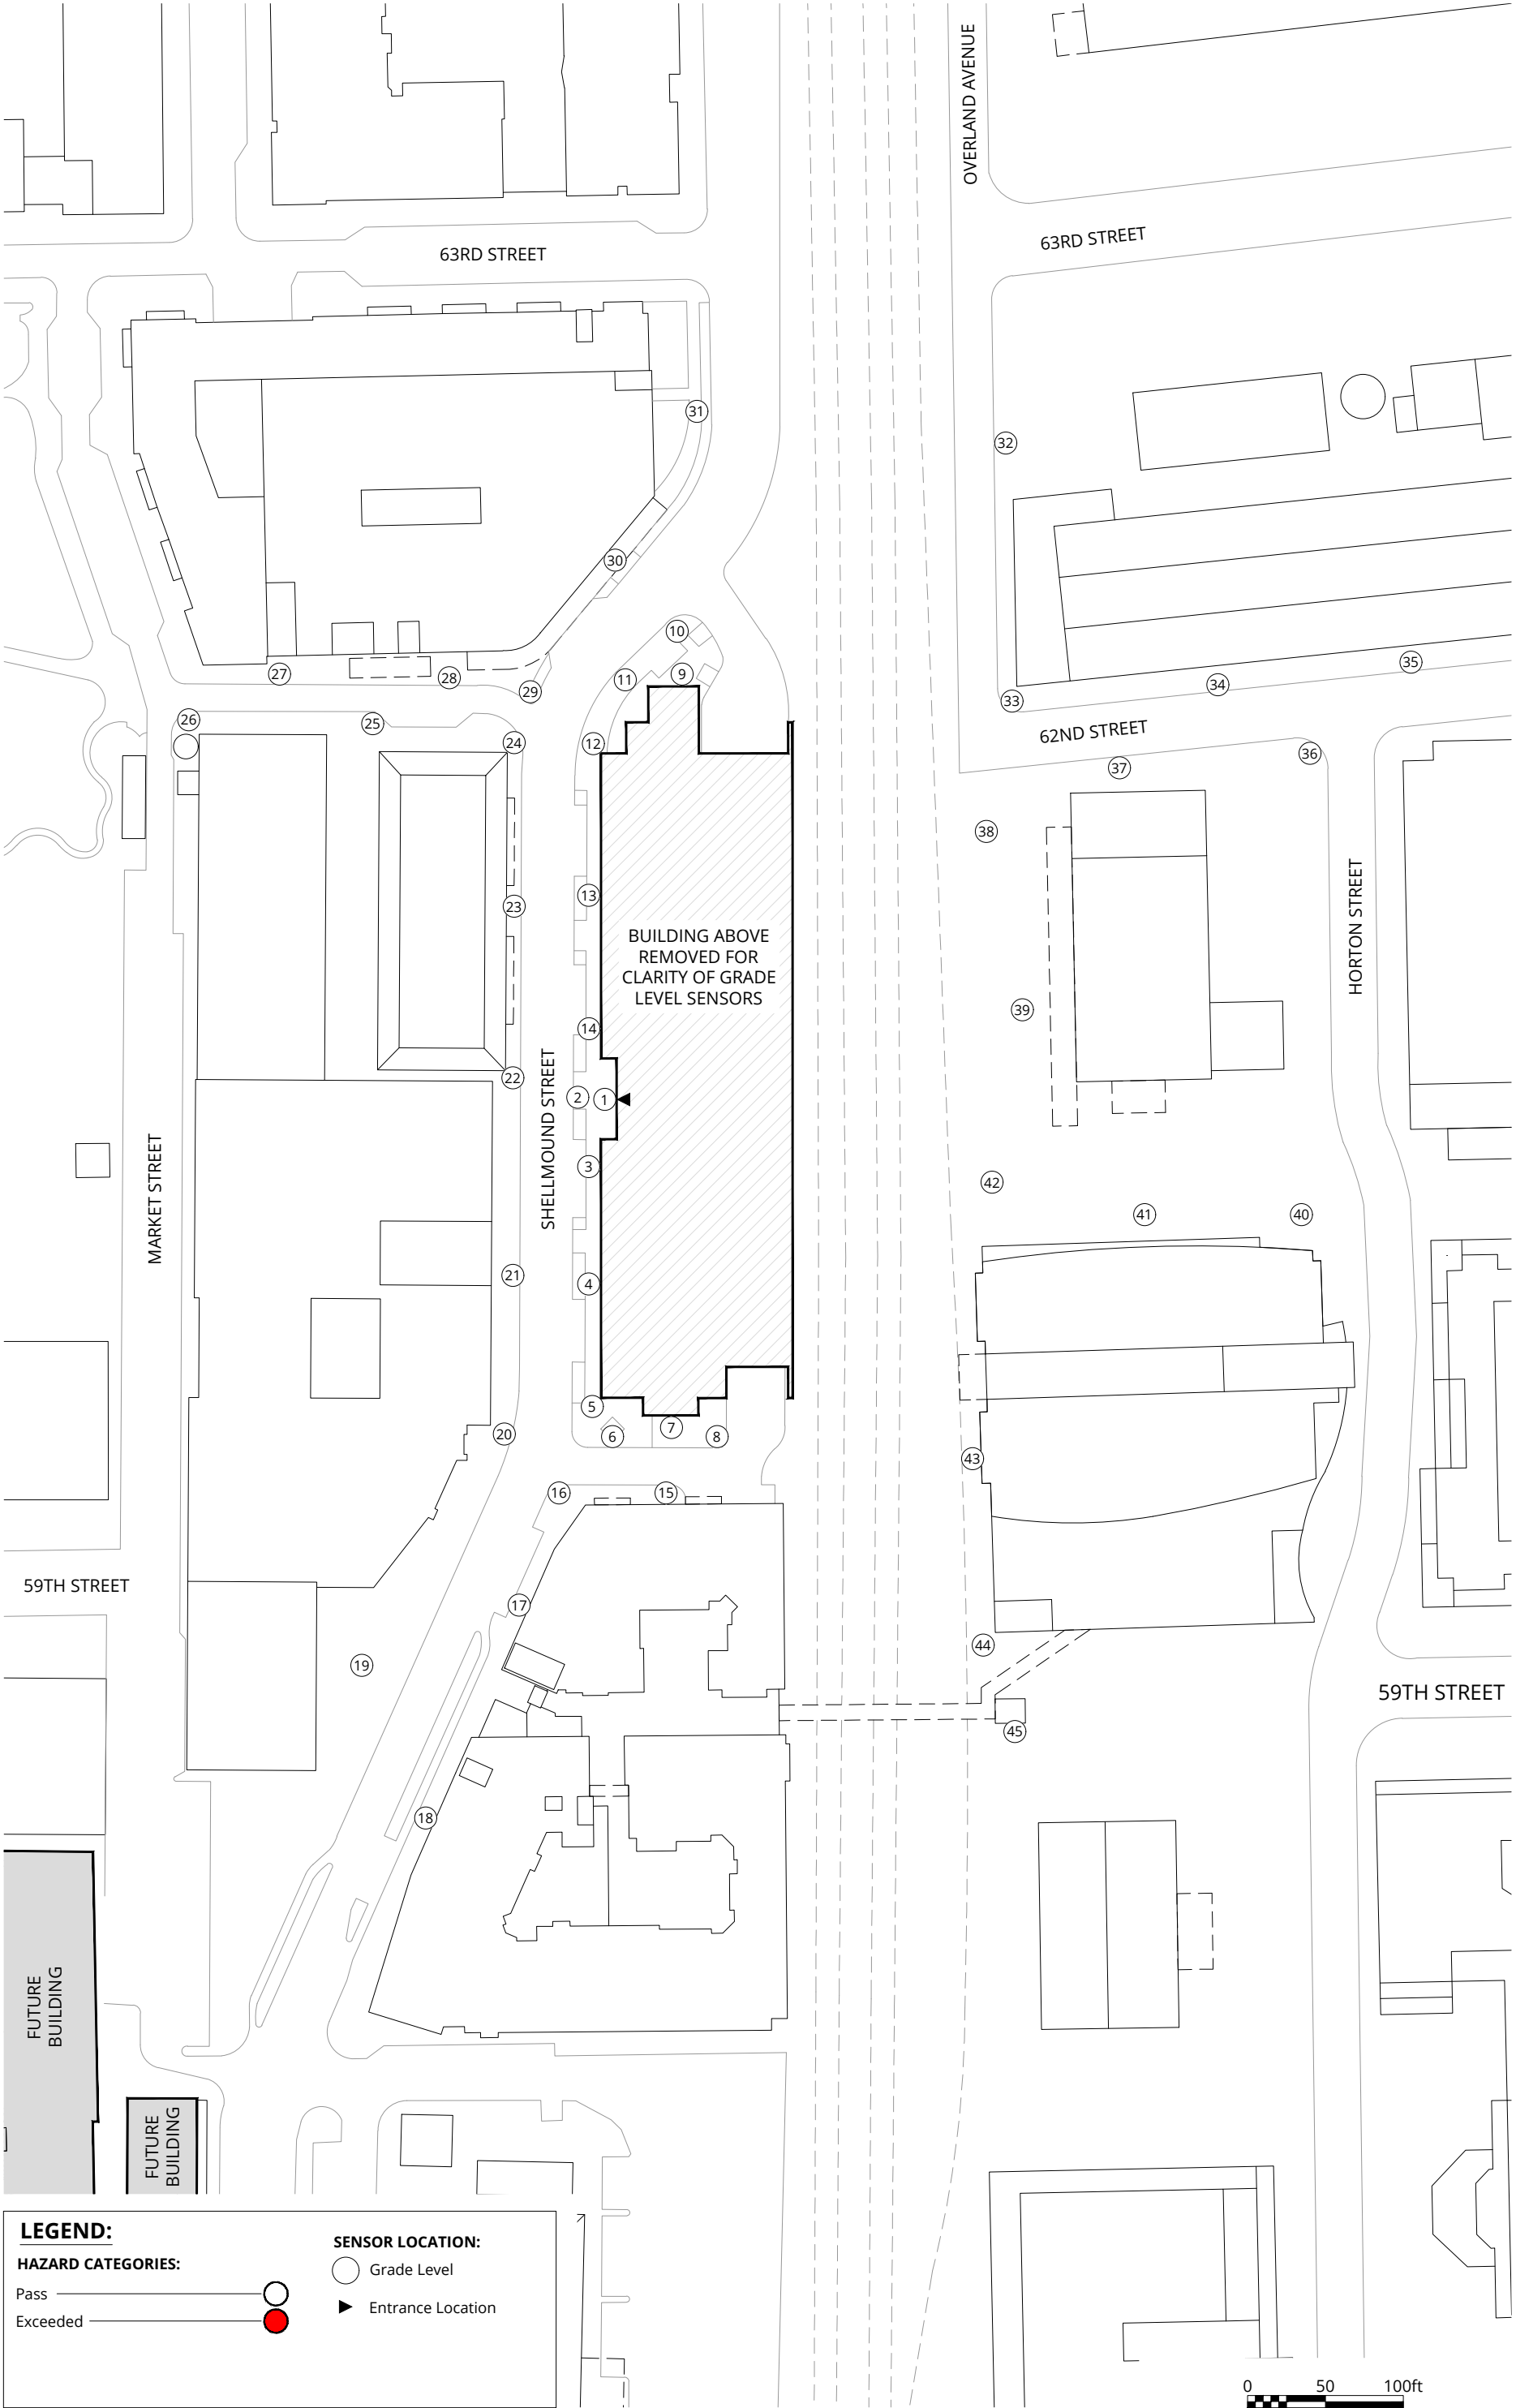 OVERLAND AVENUE
63RD STREET
63RD STREET
31
32
30
10
9
11
35
27
28
34
29
33
26
25
24
12
62ND STREET
36
37
38
13
23
HORTON STREET
BUILDING ABOVE
REMOVED FOR
CLARITY OF GRADE
LEVEL SENSORS
39
14
22
2
1
SHELLMOUND STREET
3
MARKET STREET
42
41
40
21
4
5
20
6
7
8
43
16
15
59TH STREET
17
44
19
59TH STREET
45
18
FUTURE
BUILDING
FUTURE
BUILDING
LEGEND:
HAZARD CATEGORIES:
Pass
Exceeded
SENSOR LOCATION:
Grade Level
Entrance Location
0 50 100ft